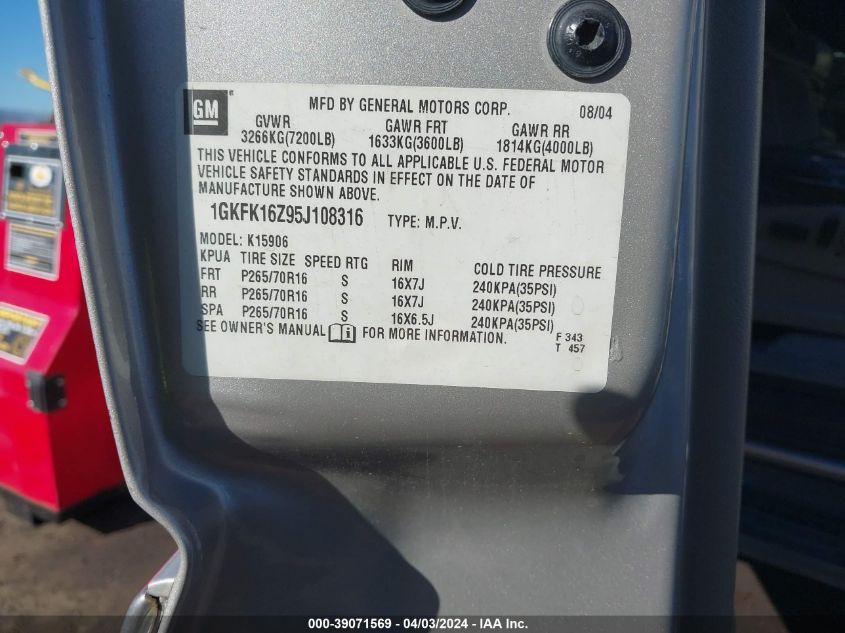 GM
MFD BY GENERAL MOTORS CORP. 08/04
GVWR GAWR FRT GAWR RR
3266KG(7200LB) 1633KG(3600LB) 1814KG(4000LB)
THIS VEHICLE CONFORMS TO ALL APPLICABLE U.S. FEDERAL MOTOR
VEHICLE SAFETY STANDARDS IN EFFECT ON THE DATE OF
MANUFACTURE SHOWN ABOVE.
1GKFK16Z95J108316 TYPE: M.P.V.
MODEL: K15906
KPUA TIRE SIZE SPEED RTG RIM COLD TIRE PRESSURE
FRT P265/70R16 S 16X7J 240KPA(35PSI)
RR P265/70R16 S 16X7J 240KPA(35PSI)
SPA P265/70R16 S 16X6.5J 240KPA(35PSI)
SEE OWNER'S MANUAL FOR MORE INFORMATION.
F 343
T 457
000-39071569 | 04/03/2024 - IAA Inc.